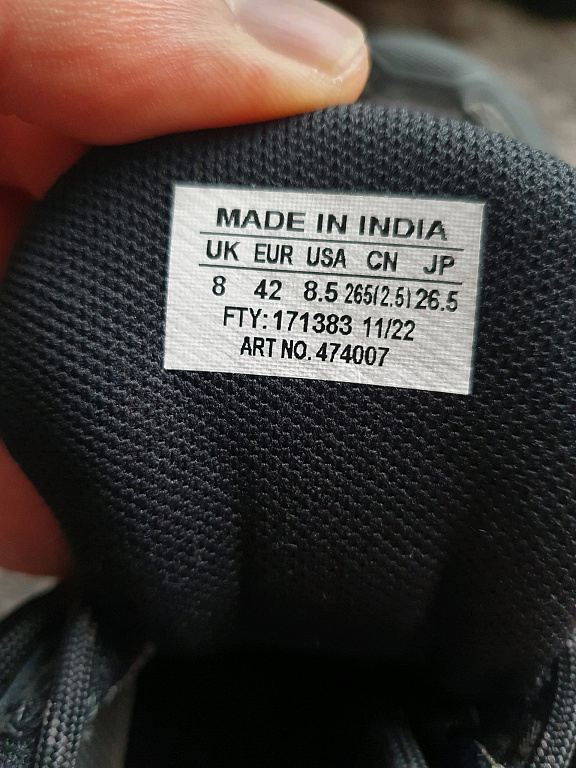 MADE IN INDIA
UK EUR USA CN JP
8 42 8.5 265(2.5) 26.5
FTY: 171383 11/22
ART NO. 474007